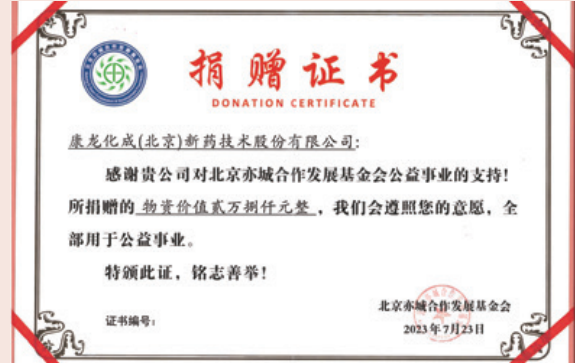 捐赠证书
DONATION CERTIFICATE
康龙化成(北京)新药技术股份有限公司:
感谢贵公司对北京亦城合作发展基金会公益事业的支持!
所捐赠的 物资价值贰万捌仟元整 ，我们会遵照您的意愿，全
部用于公益事业。
特颁此证，铭志善举!
北京亦城合作发展基金会
证书编号:
2023年7月23日